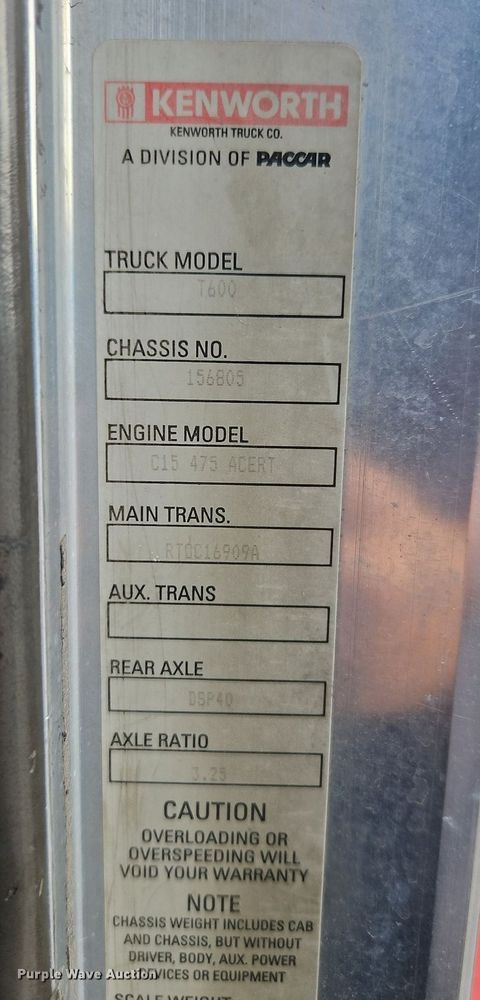 KENWORTH
KENWORTH TRUCK CO.
A DIVISION OF PACCAR
TRUCK MODEL
T600
CHASSIS NO.
156805
ENGINE MODEL
C15 475 ACERT
MAIN TRANS.
RTOC16909A
AUX. TRANS
REAR AXLE
DSP40
AXLE RATIO
3.25
CAUTION
OVERLOADING OR
OVERSPEEDING WILL
VOID YOUR WARRANTY
NOTE
CHASSIS WEIGHT INCLUDES CAB
AND CHASSIS, BUT WITHOUT
DRIVER, BODY, AUX. POWER
OR EQUIPMENT
SCALE WEIGHT
Purple Wave Auction